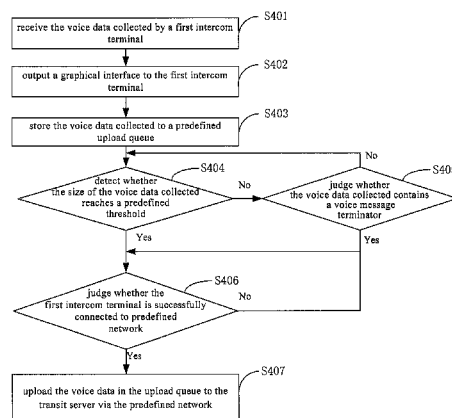 S401
receive the voice data collected by a first intercom
terminal
S402
output a graphical interface to the first intercom
terminal
S403
store the voice data collected to a predefined
upload queue
No
S404
detect whether
the size of the voice data collected
reaches a predefined
threshold
No
S405
judge whether
the voice data collected contains
a voice message
terminator
Yes
Yes
S406
judge whether the
first intercom terminal is successfully
connected to predefined
network
No
Yes
S407
upload the voice data in the upload queue to the
transit server via the predefined network